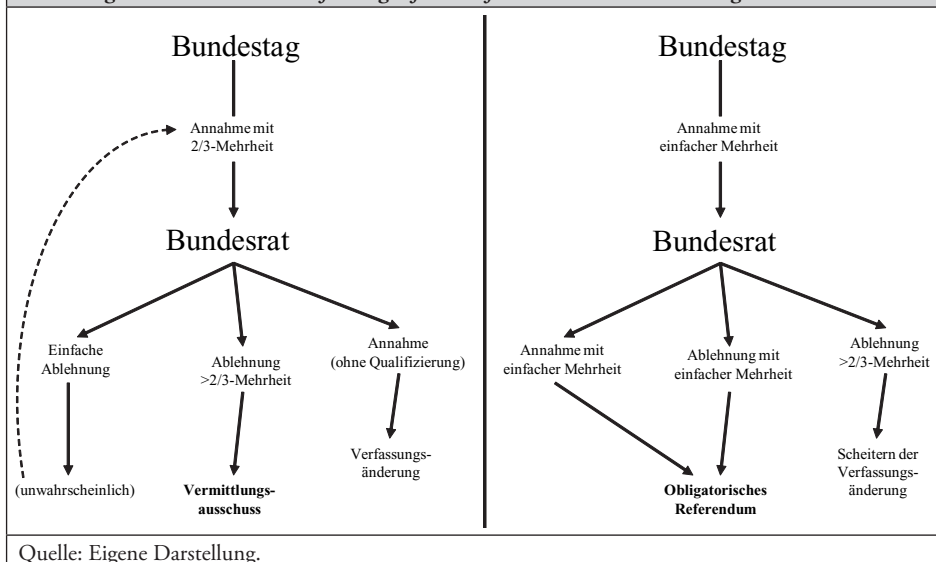 Bundestag
Annahme mit
2/3-Mehrheit
Bundesrat
Einfache
Ablehnung
Ablehnung
>2/3-Mehrheit
Annahme
(ohne Qualifizierung)
(unwahrscheinlich)
Vermittlungs-
ausschuss
Verfassungs-
änderung
Bundestag
Annahme mit
einfacher Mehrheit
Bundesrat
Annahme mit
einfacher Mehrheit
Ablehnung mit
einfacher Mehrheit
Ablehnung
>2/3-Mehrheit
Obligatorisches
Referendum
Scheitern der
Verfassungs-
änderung
Quelle: Eigene Darstellung.